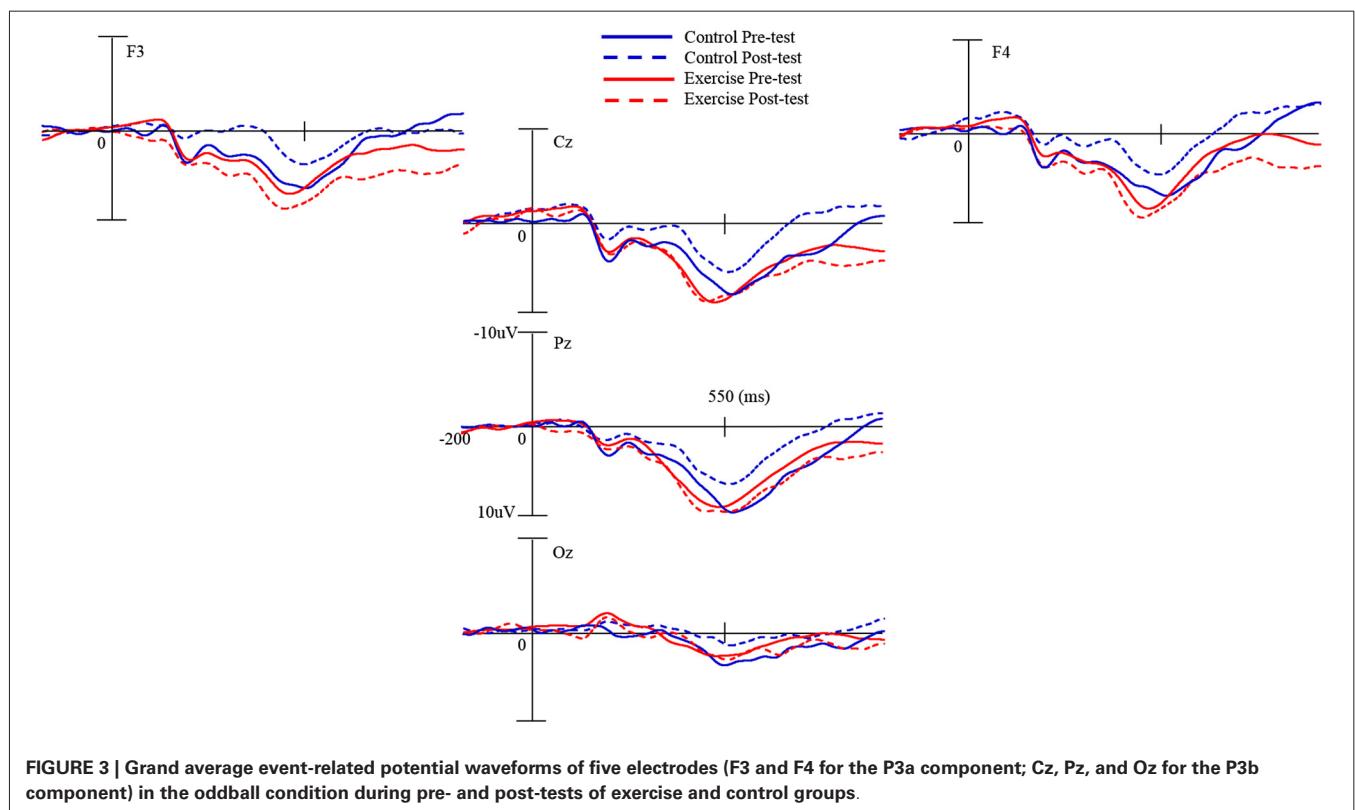 F3
Control Pre-test
Control Post-test
Exercise Pre-test
Exercise Post-test
F4
0
0
Cz
0
-10uV
Pz
550 (ms)
-200
0
10uV
Oz
0
FIGURE 3 | Grand average event-related potential waveforms of five electrodes (F3 and F4 for the P3a component; Cz, Pz, and Oz for the P3b
component) in the oddball condition during pre- and post-tests of exercise and control groups.